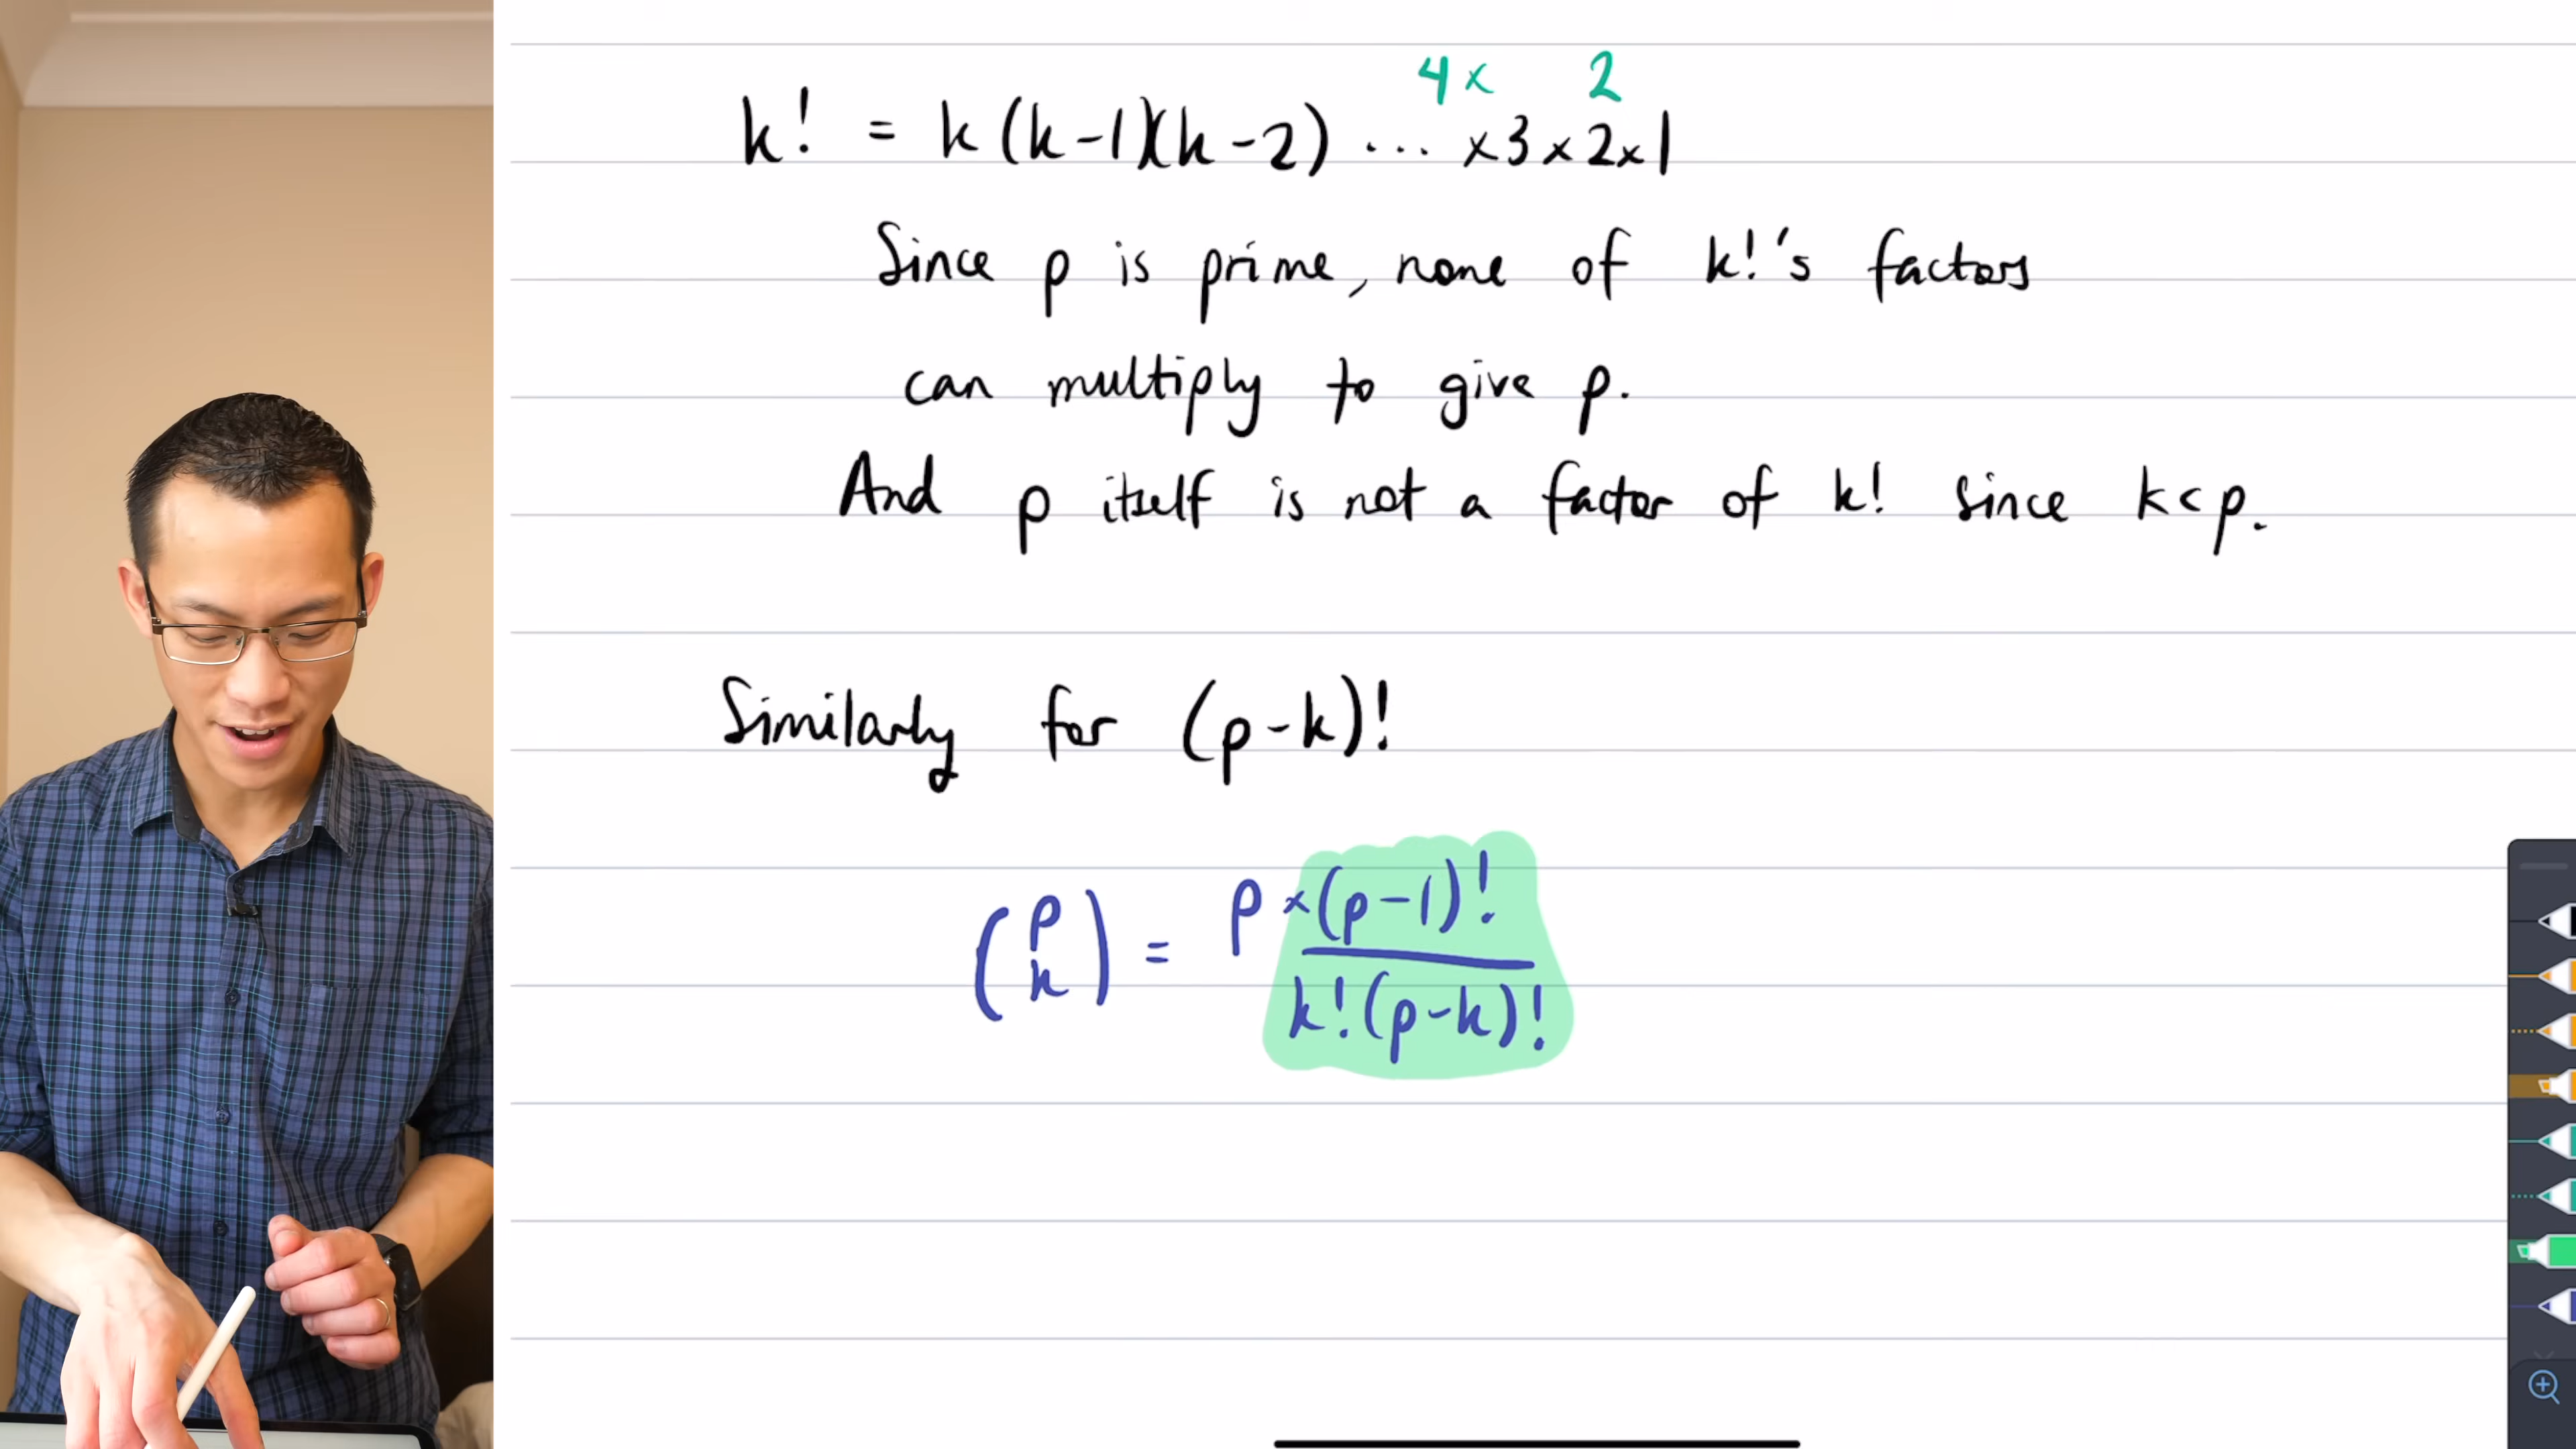 4 × 2
k! = k(k-1)(k-2) ... ×3×2×1
Since p is prime, none of k!'s factors
can multiply to give p.
And p itself is not a factor of k! since k<p.
Similarly for (p-k)!
(p k) = p ×(p-1)! / k!(p-k)!